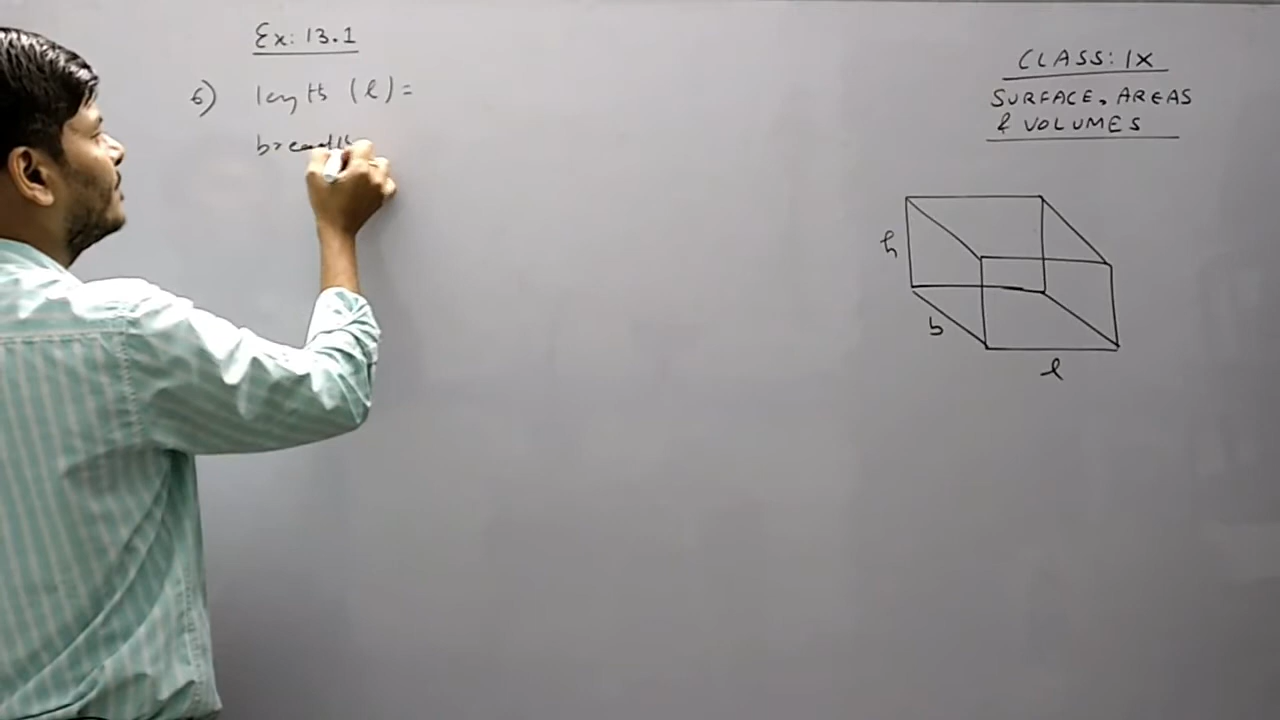 Ex: 13.1
6) length (l) =
breadth
CLASS: IX
SURFACE, AREAS
& VOLUMES
h
b
l